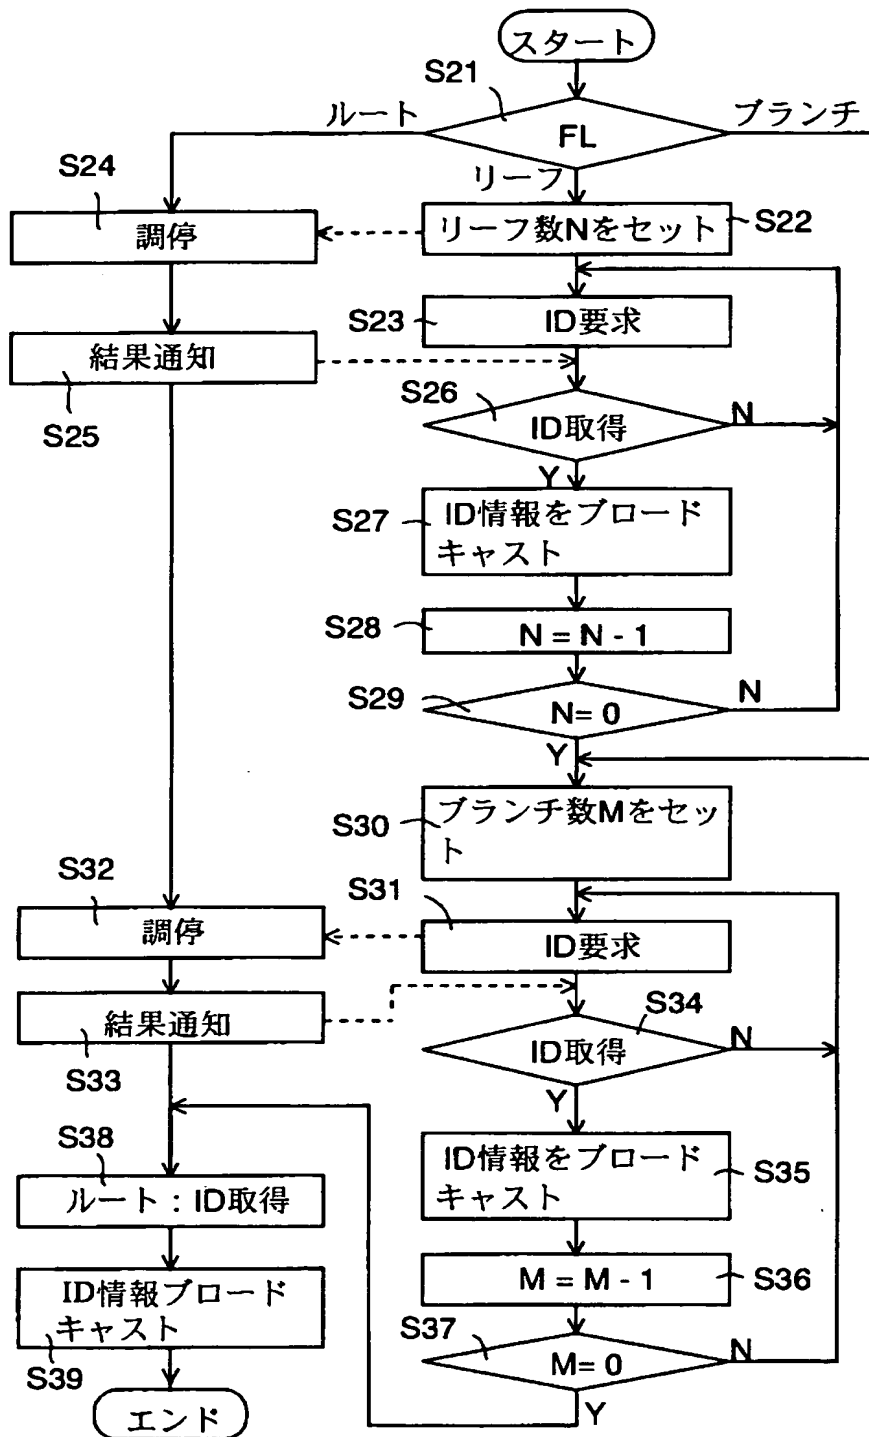 スタート
S21
ルート
ブランチ
FL
リーフ
S24
調停
リーフ数Nをセット
S22
S23
ID要求
結果通知
S25
S26
ID取得
N
Y
S27
ID情報をブロード
キャスト
S28
N = N - 1
S29
N= 0
N
Y
S30
ブランチ数Mをセッ
ト
S32
調停
S31
ID要求
結果通知
S33
S34
ID取得
N
Y
S38
ルート：ID取得
ID情報をブロード
キャスト
S35
M = M - 1
S36
ID情報ブロード
キャスト
S39
S37
M= 0
N
Y
エンド